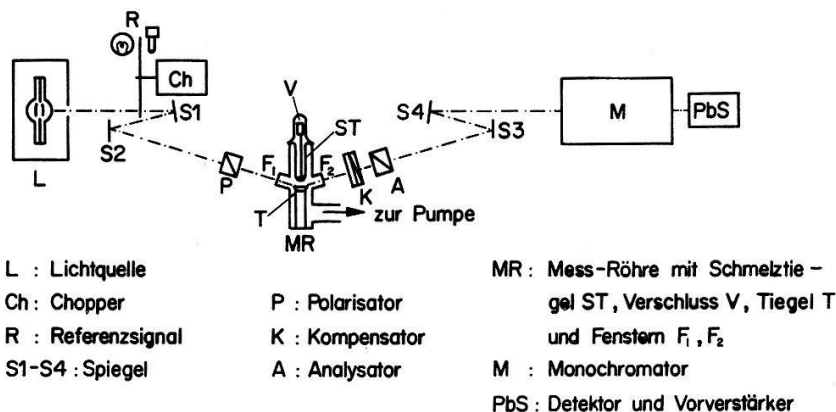 R
Ch
V
ST
S1
S2
S4
S3
M
PbS
L
P
F₁
F₂
K
A
T
zur Pumpe
MR
L : Lichtquelle
Ch : Chopper
R : Referenzsignal
S1-S4 : Spiegel
P : Polarisator
K : Kompensator
A : Analysator
MR : Mess-Röhre mit Schmelztie-
gel ST, Verschluss V, Tiegel T
und Fenstern F₁, F₂
M : Monochromator
PbS : Detektor und Vorverstärker